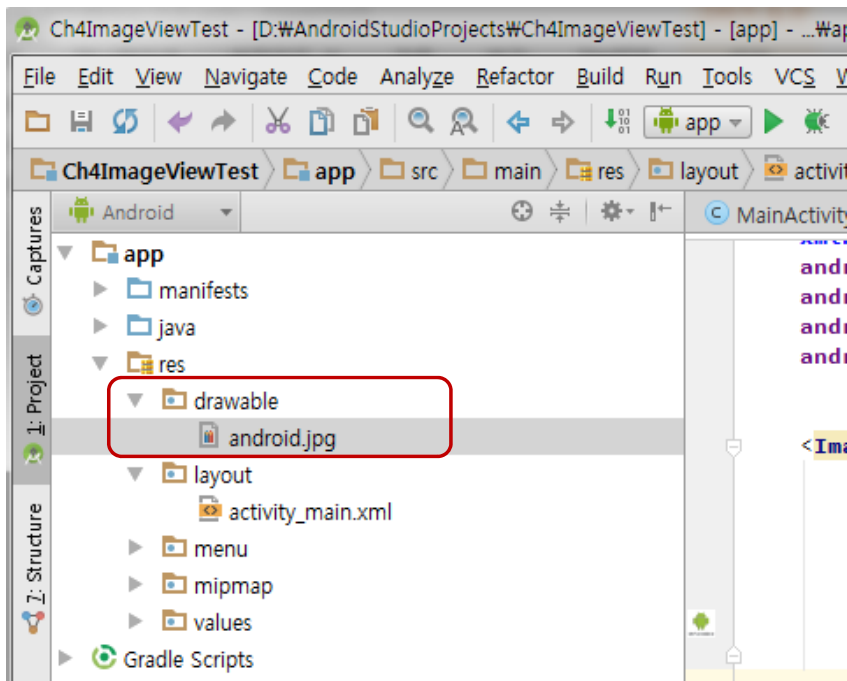 Ch4ImageViewTest - [D:₩AndroidStudioProjects₩Ch4ImageViewTest] - [app] - ...₩ap
File Edit View Navigate Code Analyze Refactor Build Run Tools VCS W
app
Ch4ImageViewTest app src main res layout activit
Android
MainActivity
app
andr
manifests
andr
java
andr
res
andr
drawable
android.jpg
<Ima
layout
activity_main.xml
menu
mipmap
values
Gradle Scripts
Captures
1: Project
7: Structure